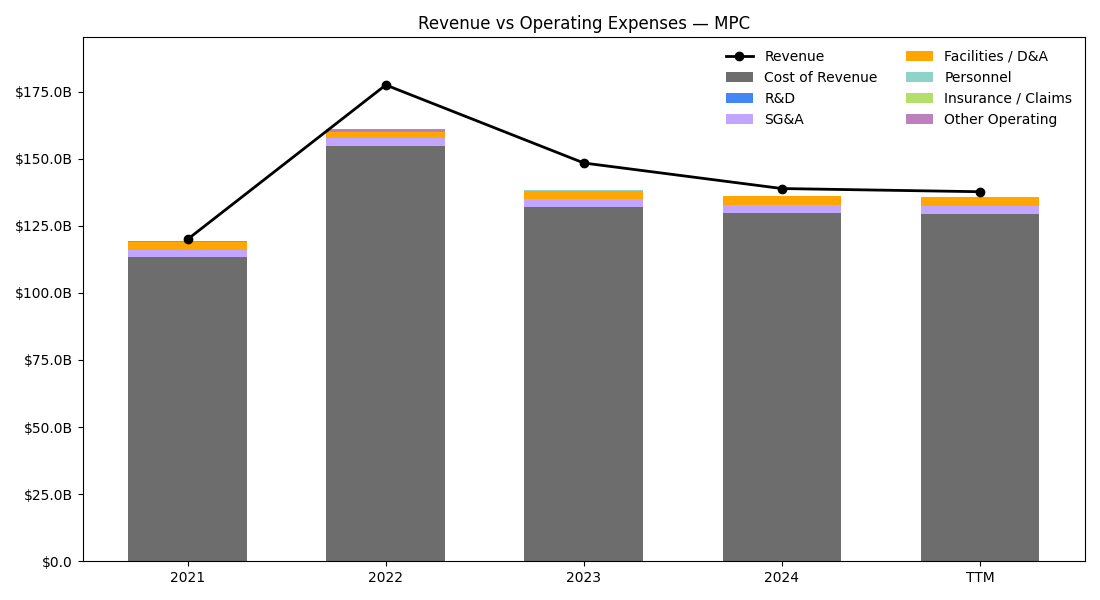 Revenue vs Operating Expenses — MPC
Revenue
Cost of Revenue
R&D
SG&A
Facilities / D&A
Personnel
Insurance / Claims
Other Operating
$175.0B
$150.0B
$125.0B
$100.0B
$75.0B
$50.0B
$25.0B
$0.0
2021 2022 2023 2024 TTM